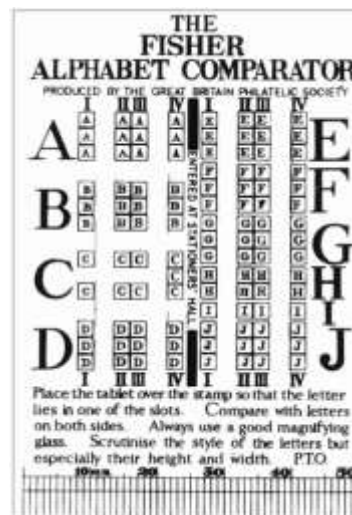 THE
FISHER
ALPHABET COMPARATOR
PRODUCED BY THE GREAT BRITAIN PHILATELIC SOCIETY
I II III IV I II III IV
A A A A A E E E E E
A A A A E E E E
A A A A E E E E
F F F F F
B B B B B F F F F
B B B B F F F F
B B B B G G G G G
G G G G
C C C C C G G G G
C H H H H H
C C C C H H H H
I I I I I
D D D D D J J J J J
D D D D J J J J
D D D D J J J J
I II III IV I II III IV
ENTERED AT STATIONERS' HALL
Place the tablet over the stamp so that the letter
lies in one of the slots. Compare with letters
on both sides. Always use a good magnifying
glass. Scrutinise the style of the letters but
especially their height and width. P.T.O.
10 20 30 40 50